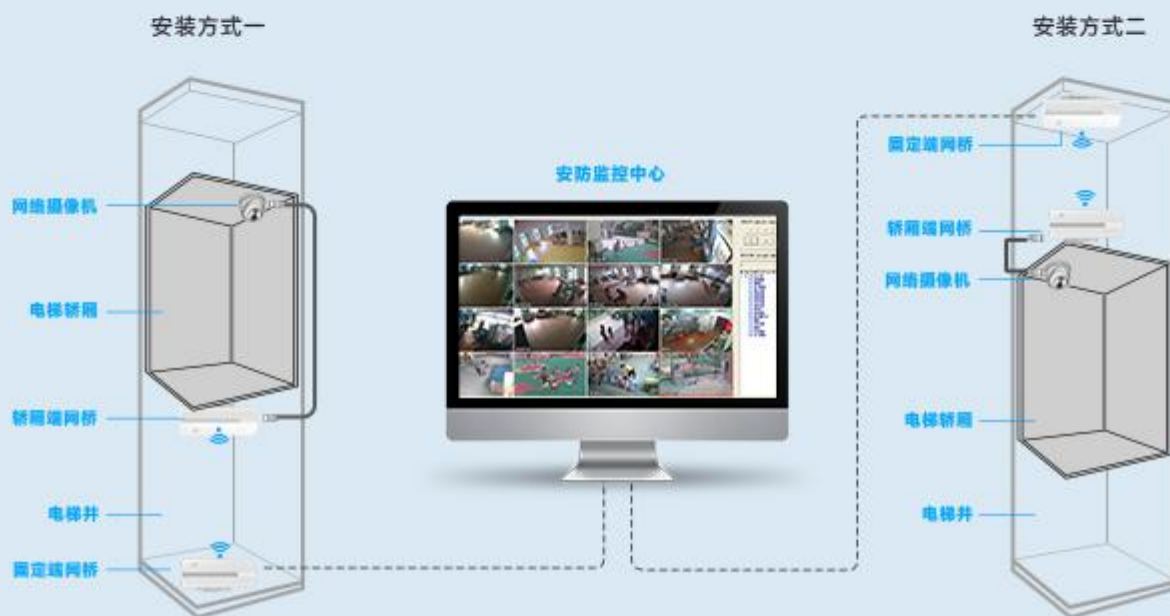 安装方式一
安装方式二
网络摄像机
电梯轿厢
轿厢端网桥
电梯井
固定端网桥
安防监控中心
固定端网桥
轿厢端网桥
网络摄像机
电梯轿厢
电梯井